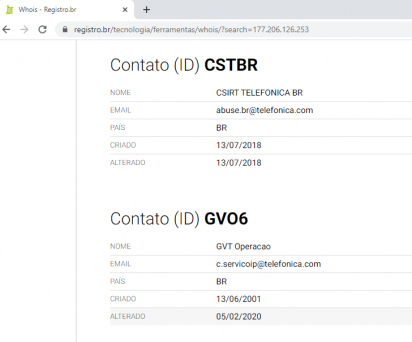 Whois - Registro.br
registro.br/tecnologia/ferramentas/whois/?search=177.206.126.253
Contato (ID) CSTBR
NOME CSIRT TELEFONICA BR
EMAIL abuse.br@telefonica.com
PAÍS BR
CRIADO 13/07/2018
ALTERADO 13/07/2018
Contato (ID) GVO6
NOME GVT Operacao
EMAIL c.servicoip@telefonica.com
PAÍS BR
CRIADO 13/06/2001
ALTERADO 05/02/2020